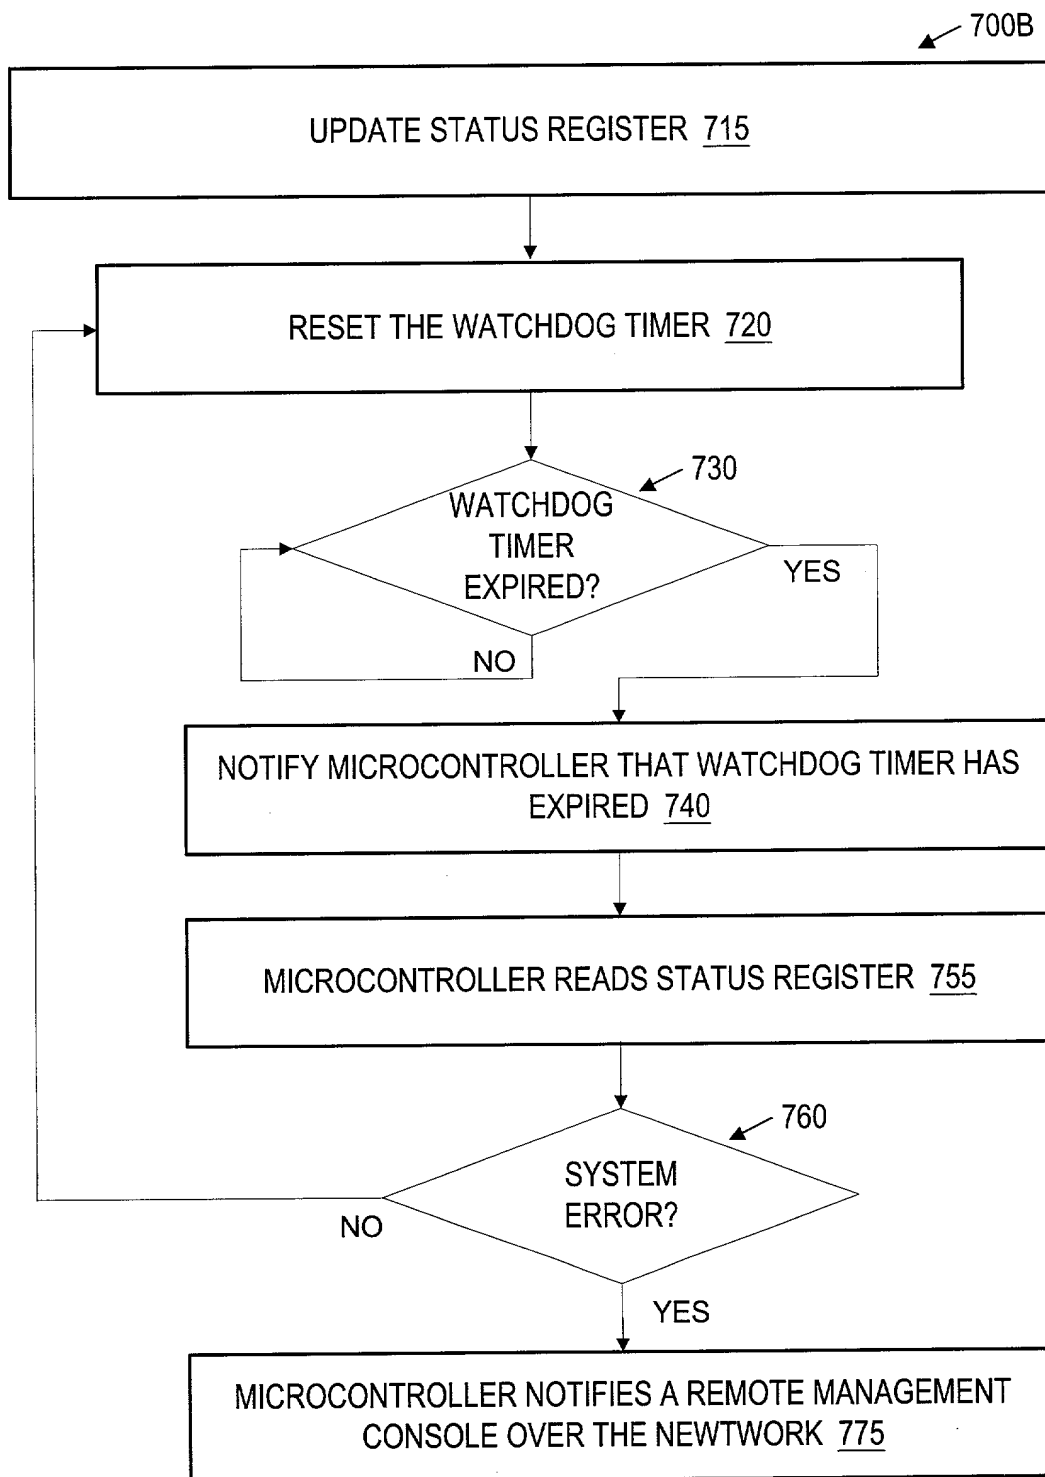 700B
UPDATE STATUS REGISTER 715
RESET THE WATCHDOG TIMER 720
730
WATCHDOG
TIMER
EXPIRED?
YES
NO
NOTIFY MICROCONTROLLER THAT WATCHDOG TIMER HAS
EXPIRED 740
MICROCONTROLLER READS STATUS REGISTER 755
760
SYSTEM
ERROR?
NO
YES
MICROCONTROLLER NOTIFIES A REMOTE MANAGEMENT
CONSOLE OVER THE NEWTWORK 775